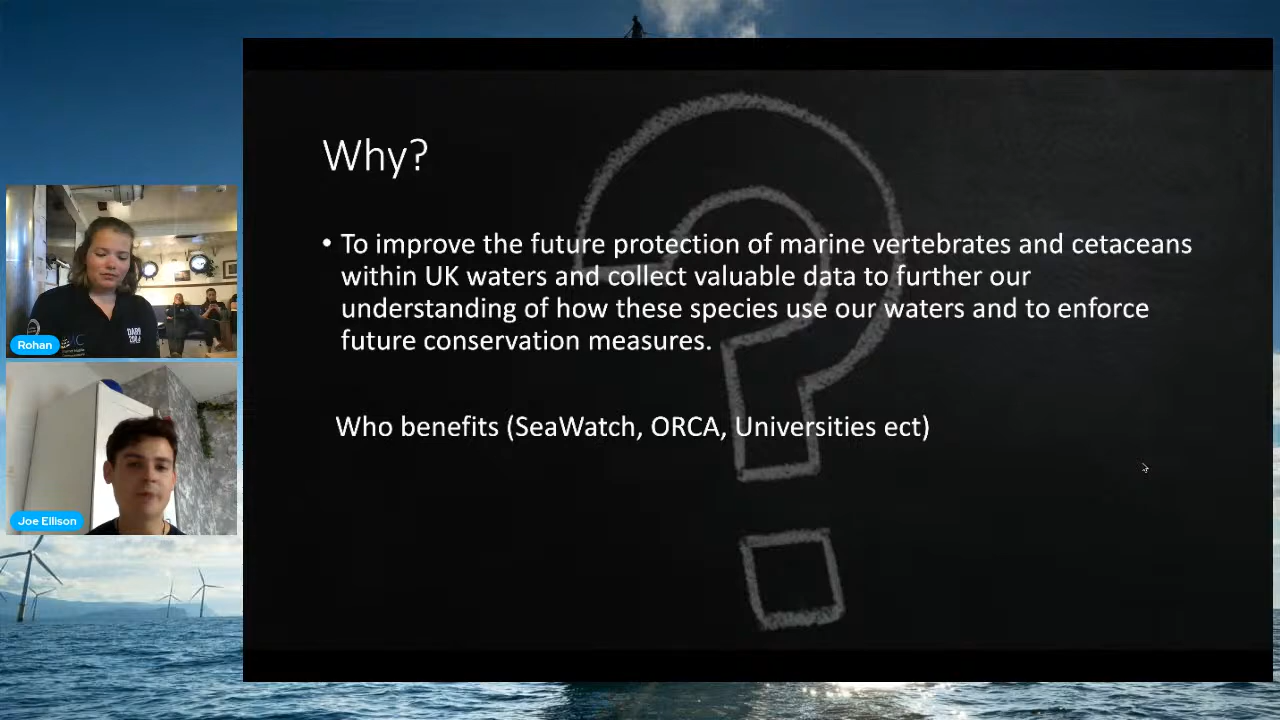 Why?
• To improve the future protection of marine vertebrates and cetaceans
within UK waters and collect valuable data to further our
understanding of how these species use our waters and to enforce
future conservation measures.
Who benefits (SeaWatch, ORCA, Universities ect)
Rohan
Joe Ellison